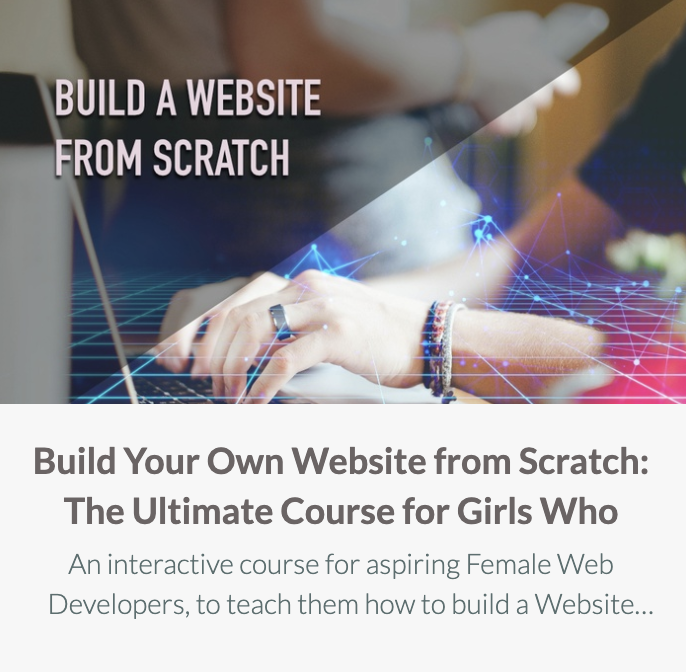 BUILD A WEBSITE
FROM SCRATCH
Build Your Own Website from Scratch:
The Ultimate Course for Girls Who
An interactive course for aspiring Female Web
Developers, to teach them how to build a Website...